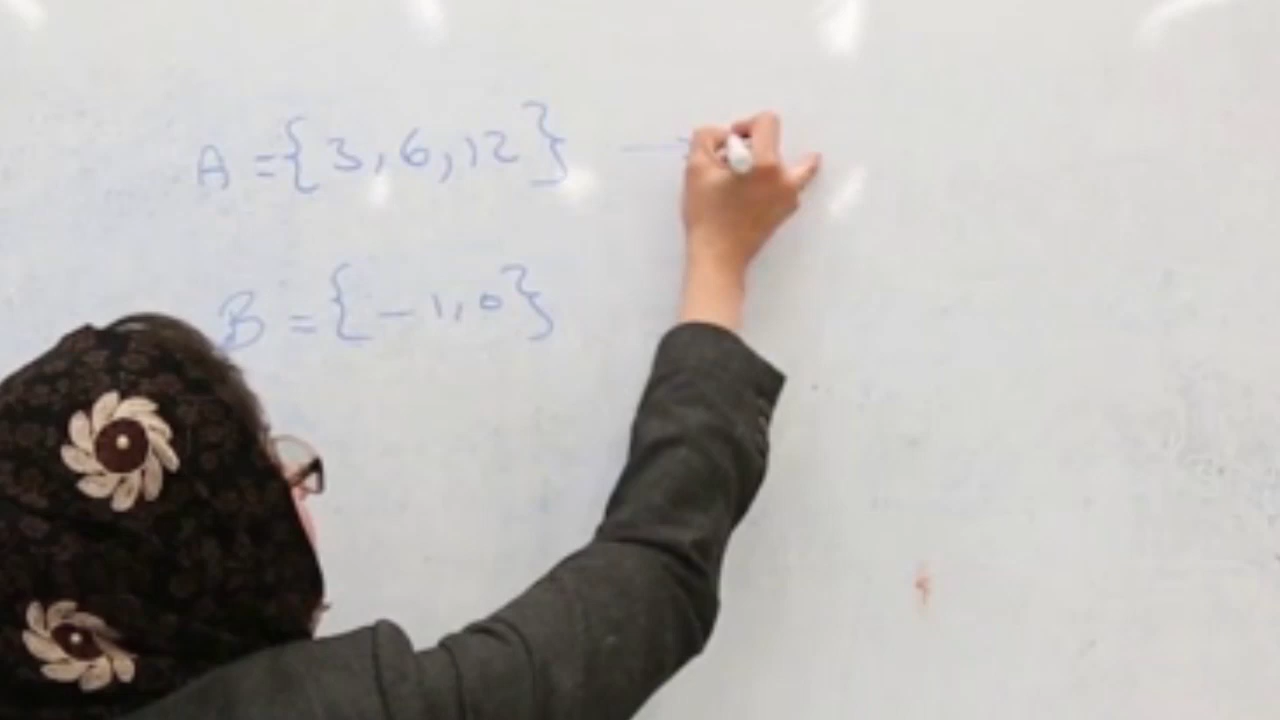 A = {3, 6, 12} →
B = {-1, 0}